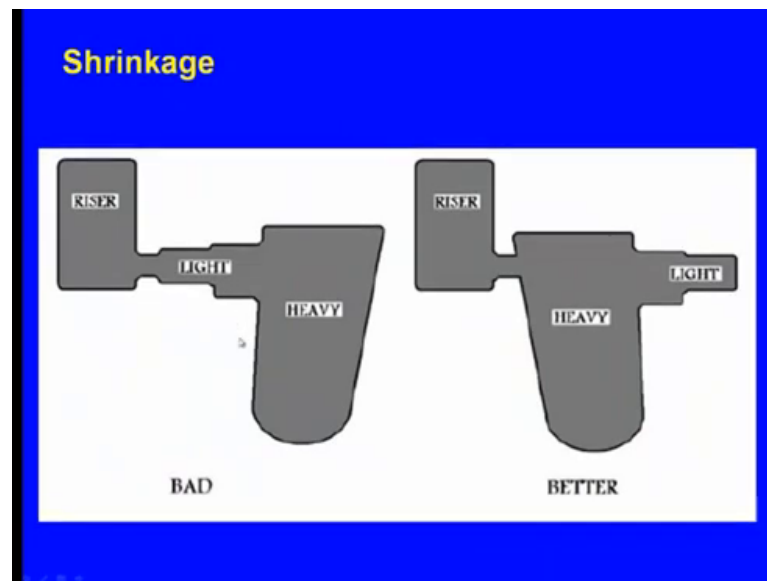 Shrinkage
RISER
LIGHT
HEAVY
BAD
RISER
LIGHT
HEAVY
BETTER